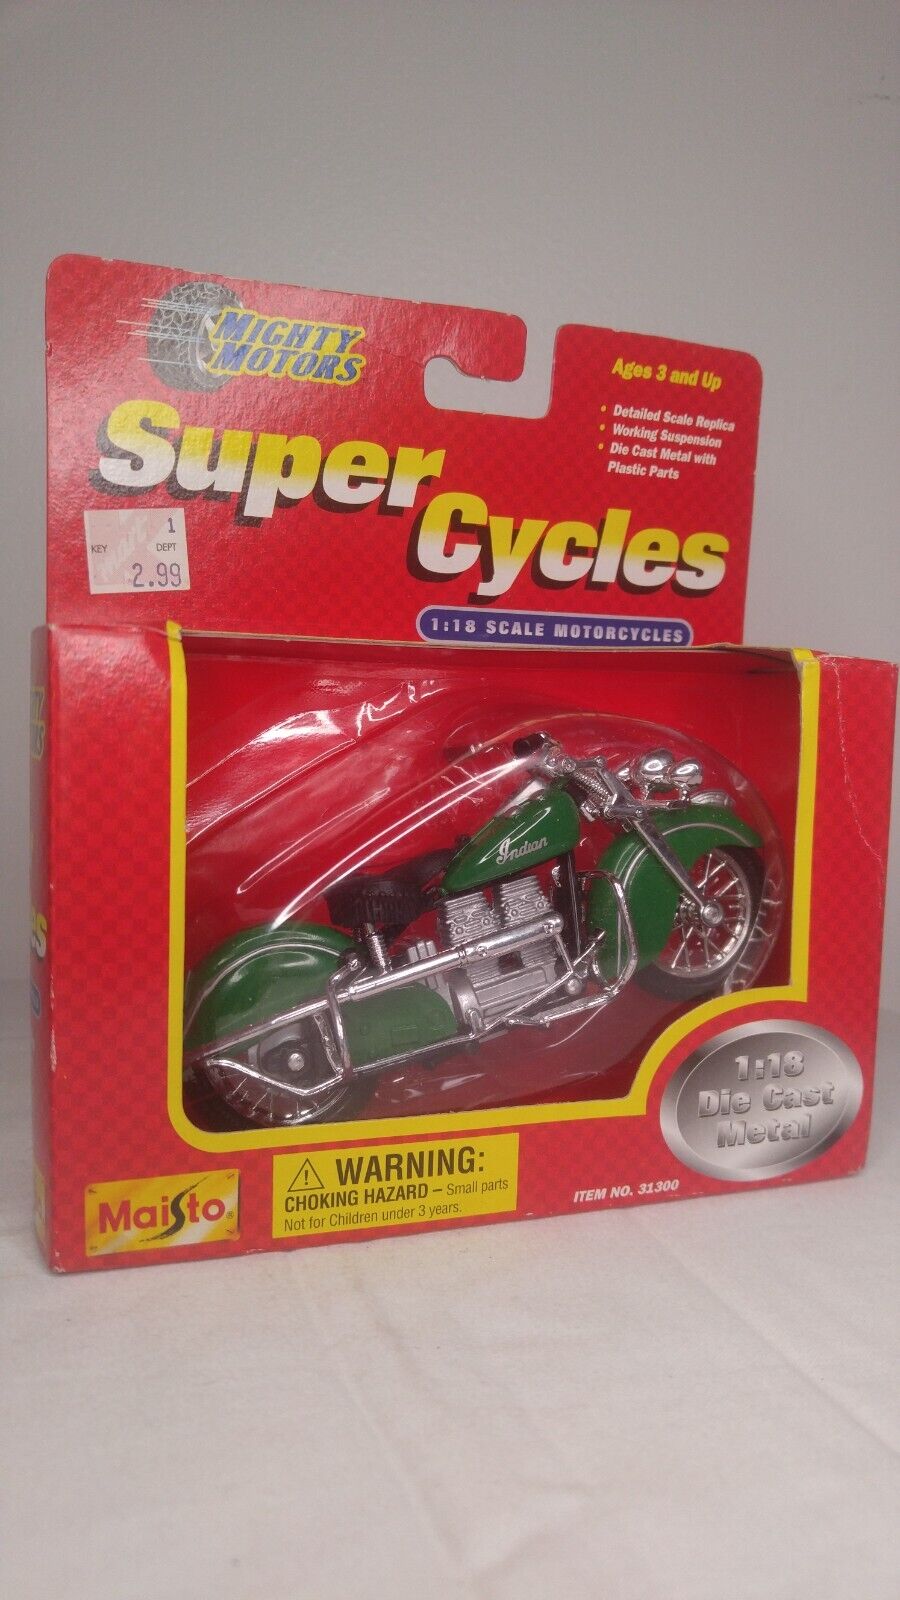 MIGHTY
MOTORS
Super
Cycles
Ages 3 and Up
• Detailed Scale Replica
• Working Suspension
• Die Cast Metal with
Plastic Parts
1
KEY DEPT
2.99
1:18 SCALE MOTORCYCLES
Indian
1:18
Die Cast
Metal
Maisto®
WARNING:
CHOKING HAZARD – Small parts
Not for Children under 3 years.
ITEM NO. 31300